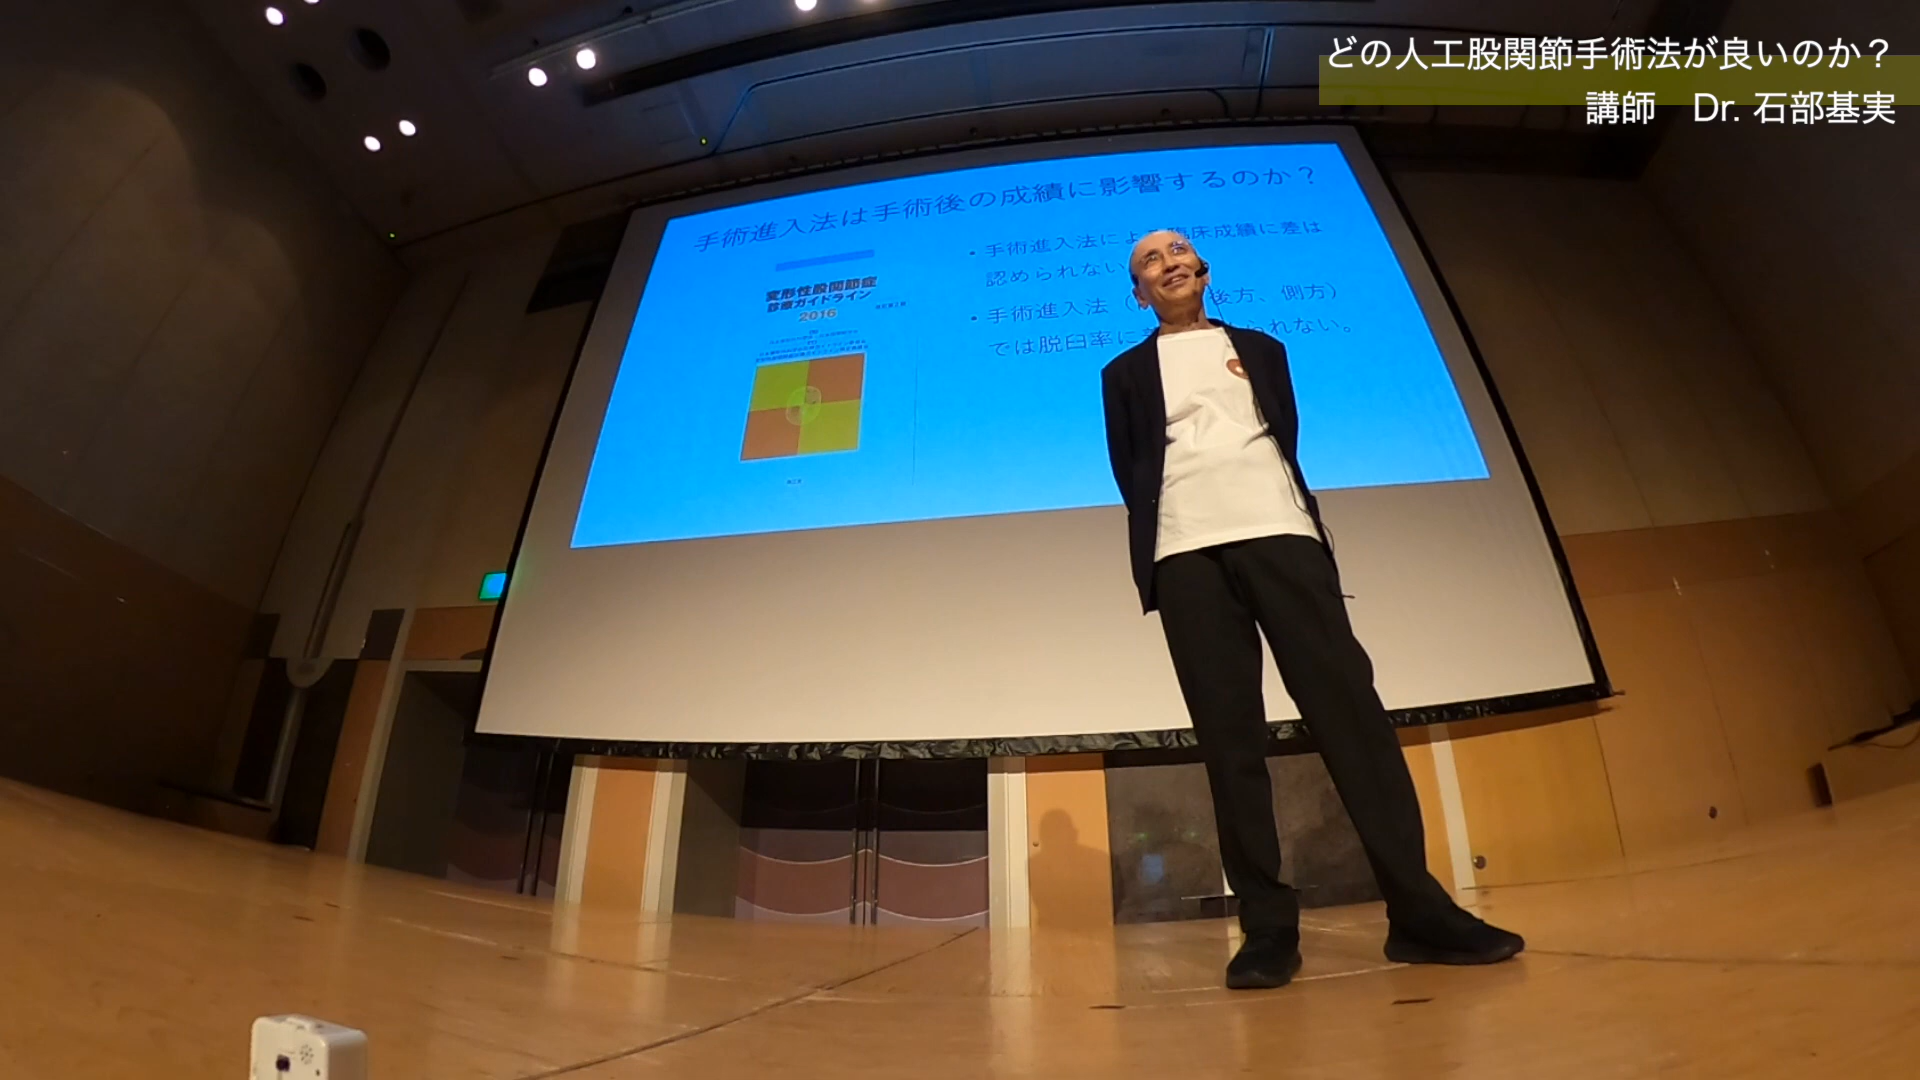 どの人工股関節手術法が良いのか？
講師　Dr. 石部基実
手術進入法は手術後の成績に影響するのか？
変形性股関節症
診療ガイドライン
2016
・手術進入法による臨床成績に差は
認められない
・手術進入法（ 後方、側方）
では脱臼率に られない。